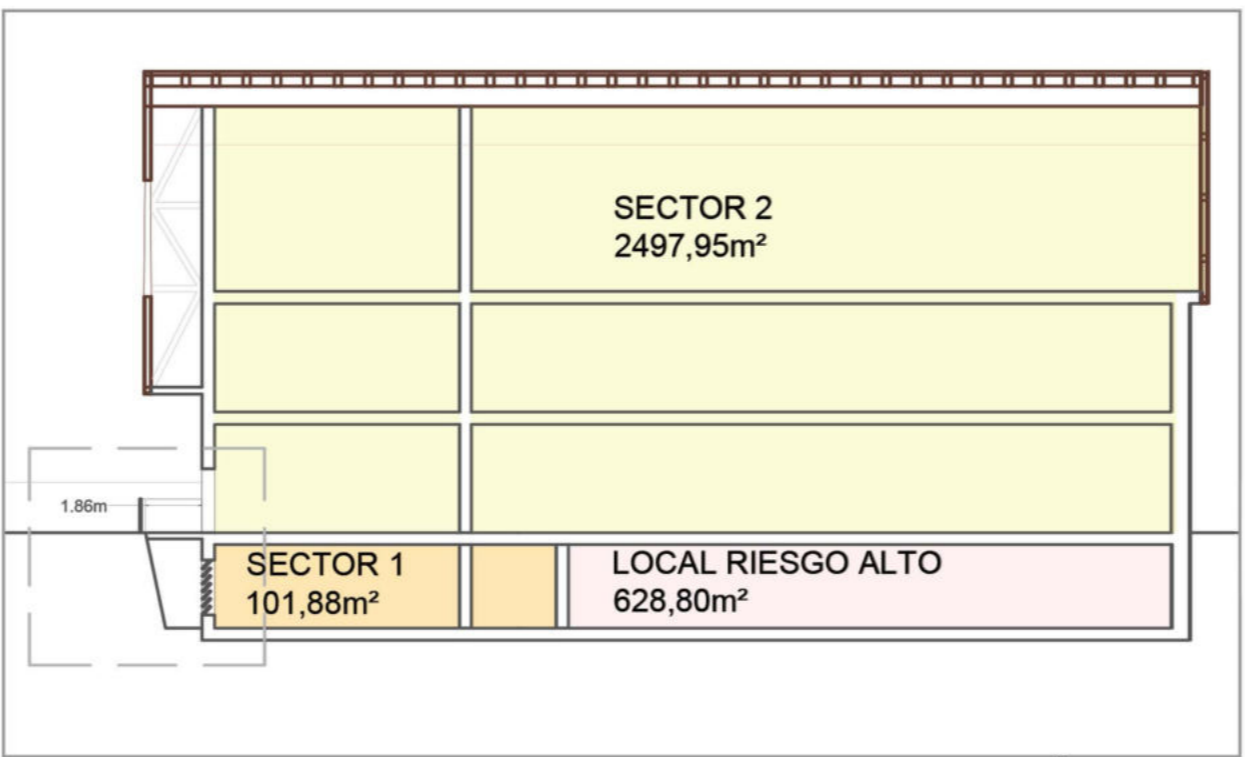 SECTOR 2
2497,95m²
1.86m
SECTOR 1
101,88m²
LOCAL RIESGO ALTO
628,80m²